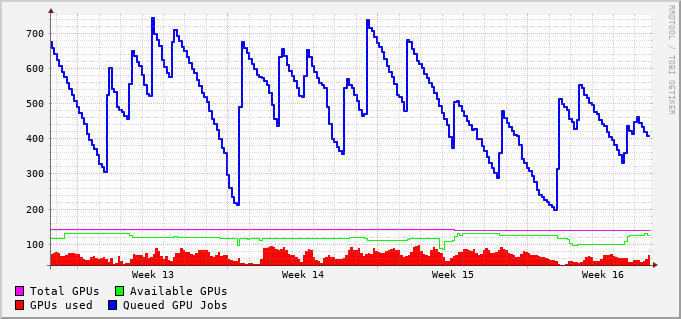 700
600
500
400
300
200
100
Week 13 Week 14 Week 15 Week 16
Total GPUs Available GPUs
GPUs used Queued GPU Jobs
RRDTOOL / TOBI OETIKER